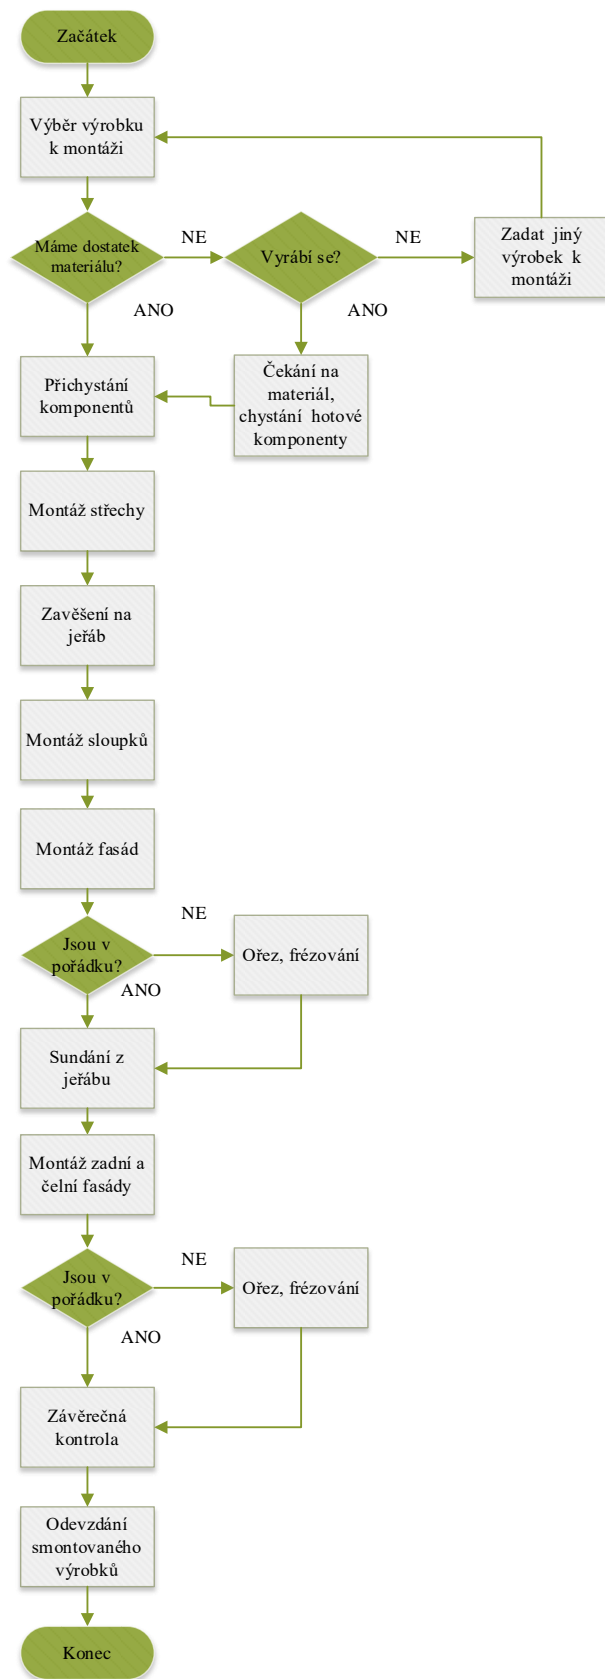 Začátek
Výběr výrobku
k montáži
Máme dostatek
materiálu?
NE
Vyrábí se?
NE
Zadat jiný
výrobek k
montáži
ANO
ANO
Přichystání
komponentů
Čekání na
materiál,
chystání hotové
komponenty
Montáž střechy
Zavěšení na
jeřáb
Montáž sloupků
Montáž fasád
Jsou v
pořádku?
NE
Ořez, frézování
ANO
Sundání z
jeřábu
Montáž zadní a
čelní fasády
Jsou v
pořádku?
NE
Ořez, frézování
ANO
Závěrečná
kontrola
Odevzdání
smontovaného
výrobků
Konec